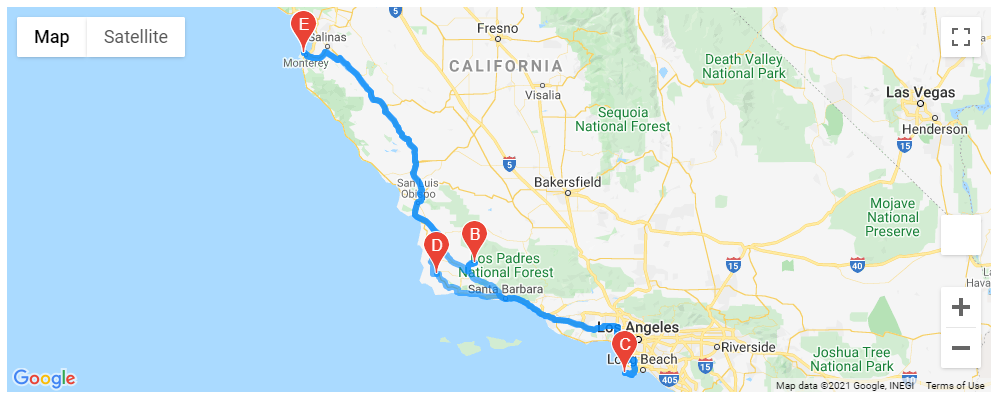 Map
Satellite
E
Salinas
Monterey
5
Fresno
CALIFORNIA
Visalia
Death Valley
National Park
Las Vegas
Henderson
15
Sequoia
National Forest
5
San Luis
Obispo
Bakersfield
Mojave
National
Preserve
B
D
Los Padres
National Forest
15
40
Lake Hava
Santa Barbara
Los Angeles
C
Long Beach
Riverside
15
405
Joshua Tree
National Park
Google
Map data ©2021 Google, INEGI
Terms of Use